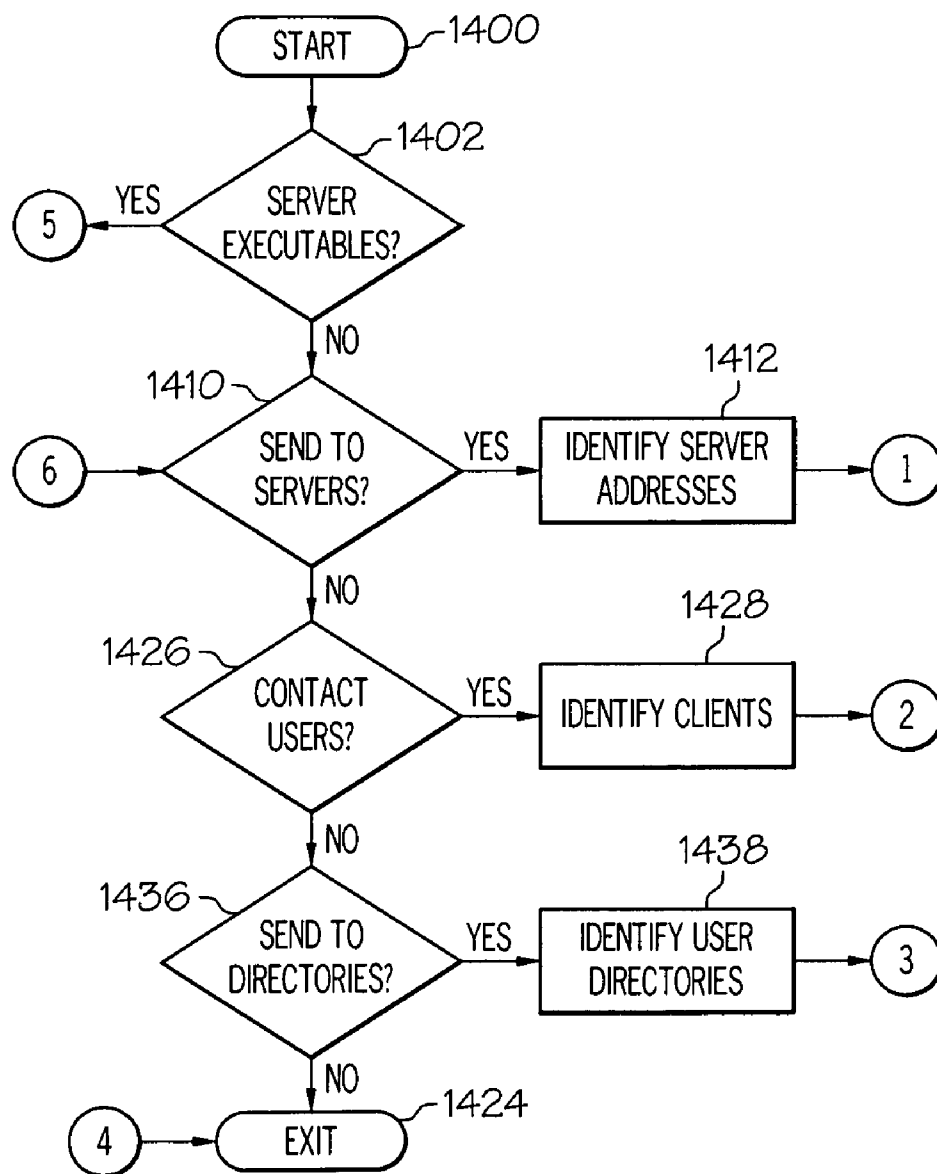 START
1400
1402
SERVER
EXECUTABLES?
YES
5
NO
1410
SEND TO
SERVERS?
6
YES
1412
IDENTIFY SERVER
ADDRESSES
1
NO
1426
CONTACT
USERS?
YES
1428
IDENTIFY CLIENTS
2
NO
1436
SEND TO
DIRECTORIES?
YES
1438
IDENTIFY USER
DIRECTORIES
3
NO
4
EXIT
1424